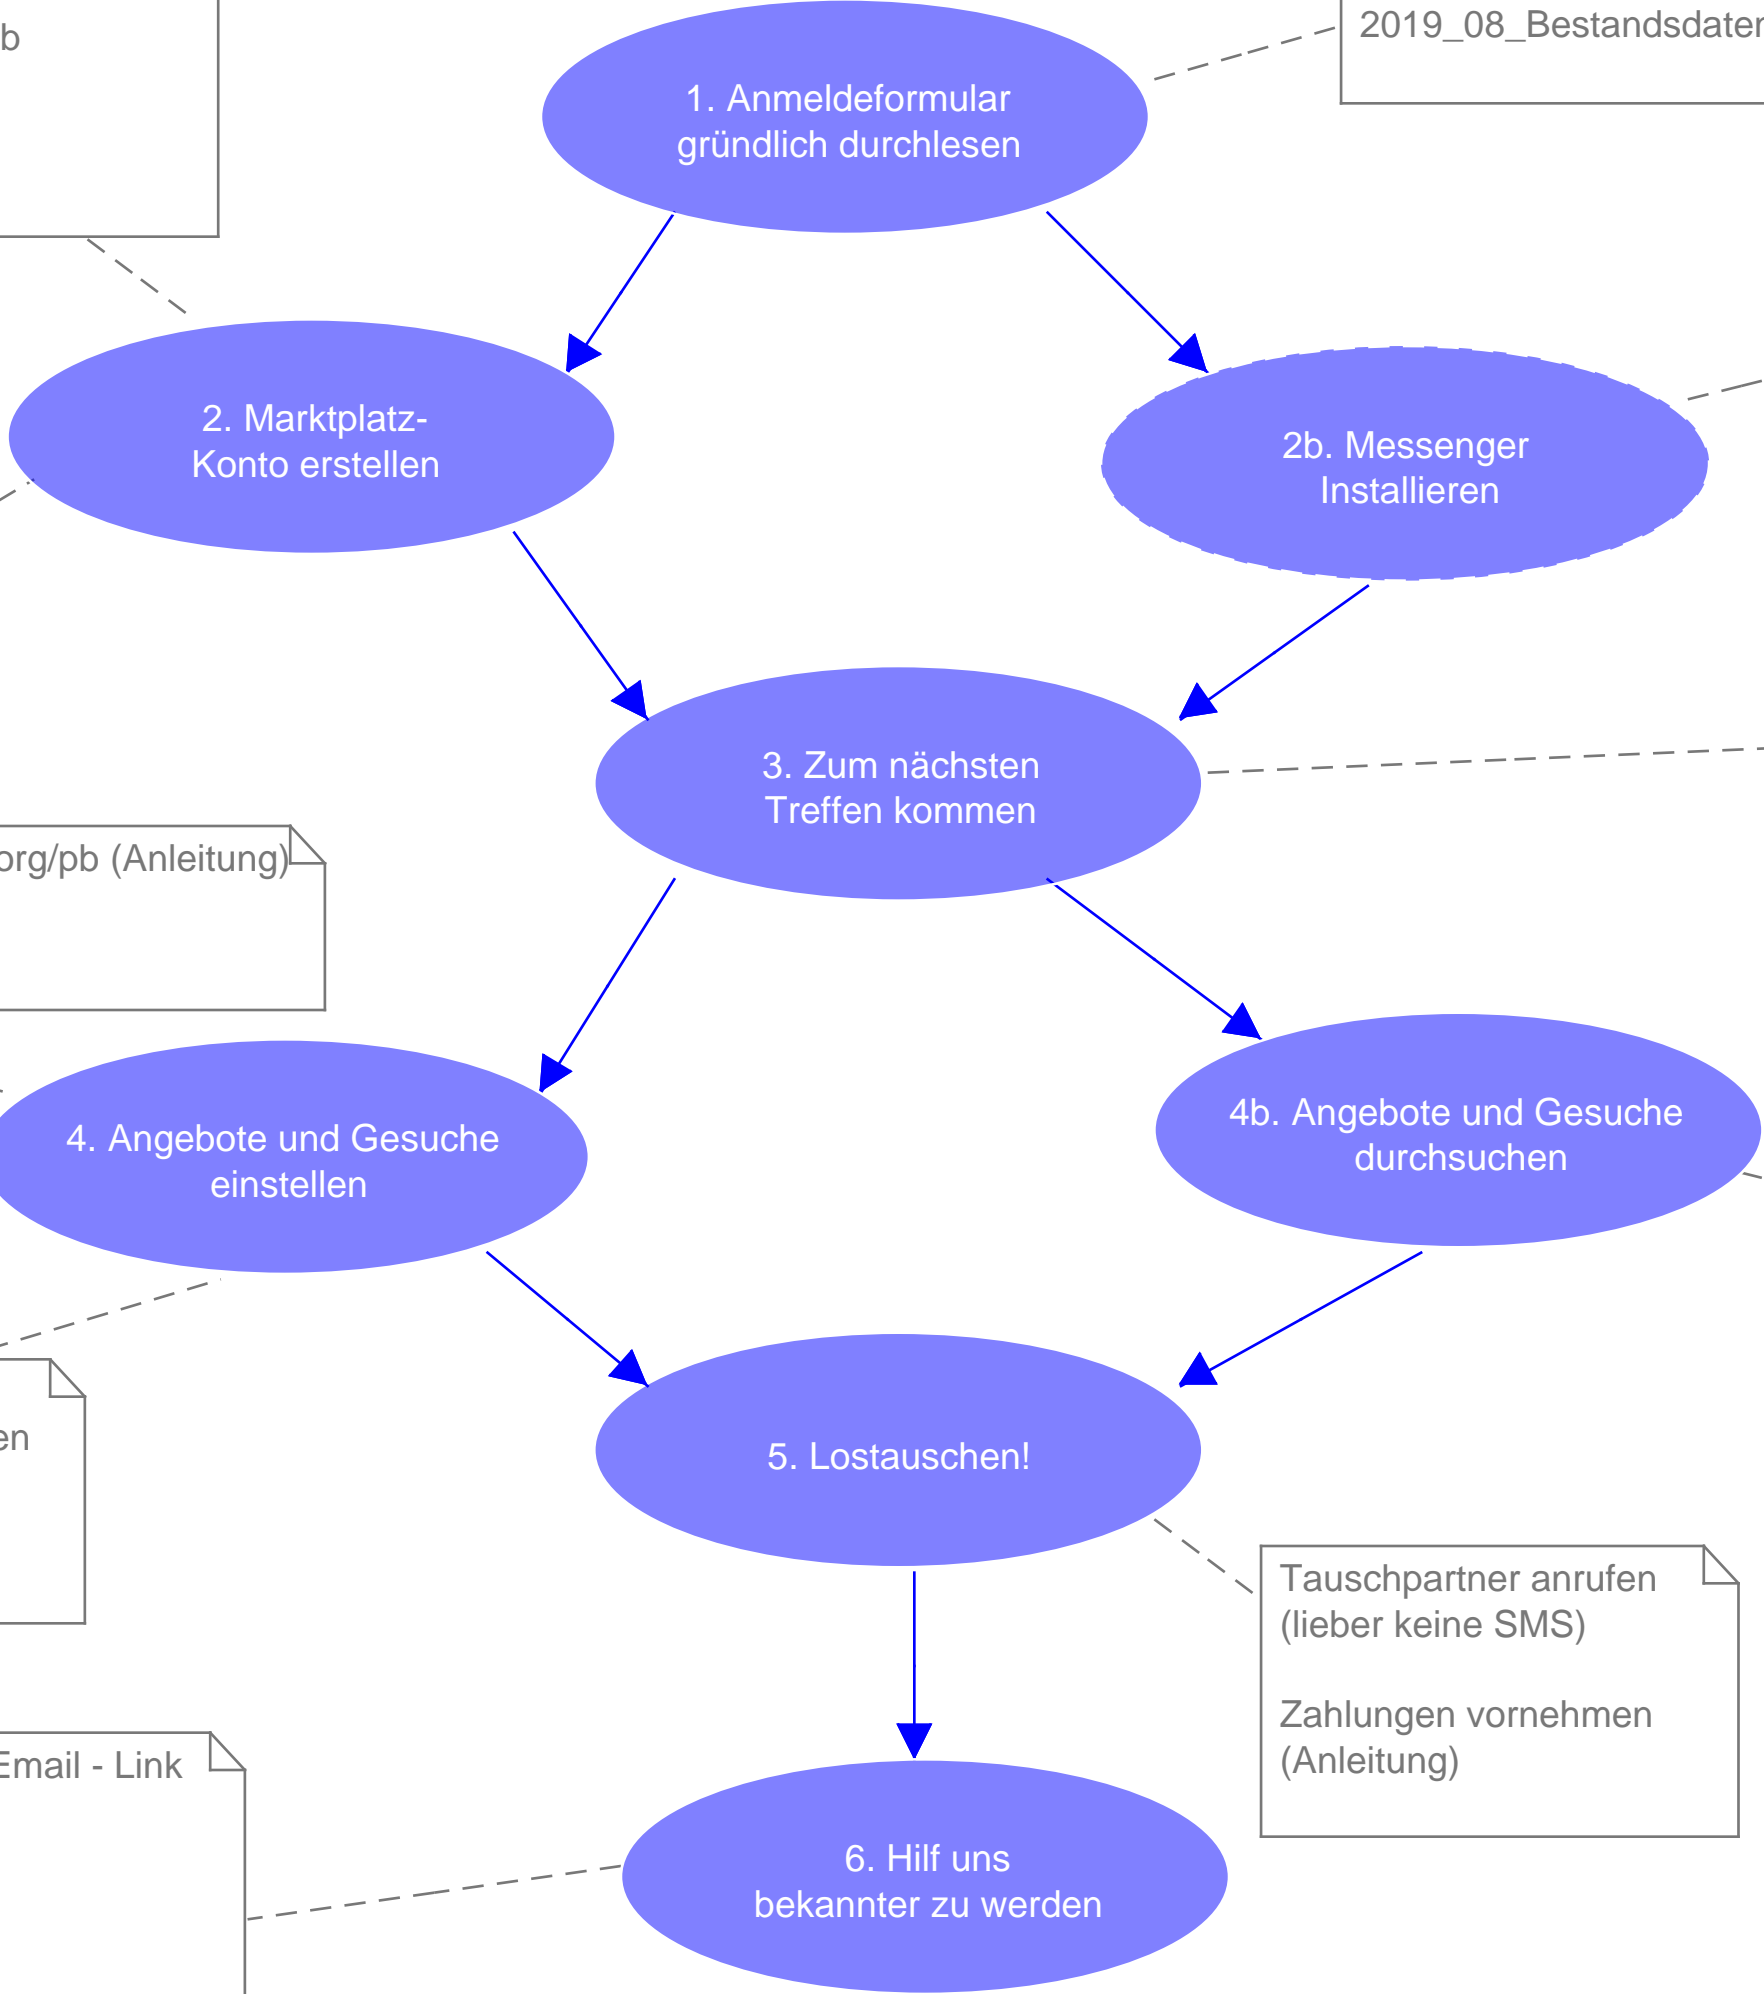 b
2019_08_Bestandsdaten
1. Anmeldeformular
gründlich durchlesen
2. Marktplatz-
Konto erstellen
2b. Messenger
Installieren
3. Zum nächsten
Treffen kommen
org/pb (Anleitung)
4. Angebote und Gesuche
einstellen
4b. Angebote und Gesuche
durchsuchen
en
5. Lostauschen!
Tauschpartner anrufen
(lieber keine SMS)
Zahlungen vornehmen
(Anleitung)
Email - Link
6. Hilf uns
bekannter zu werden